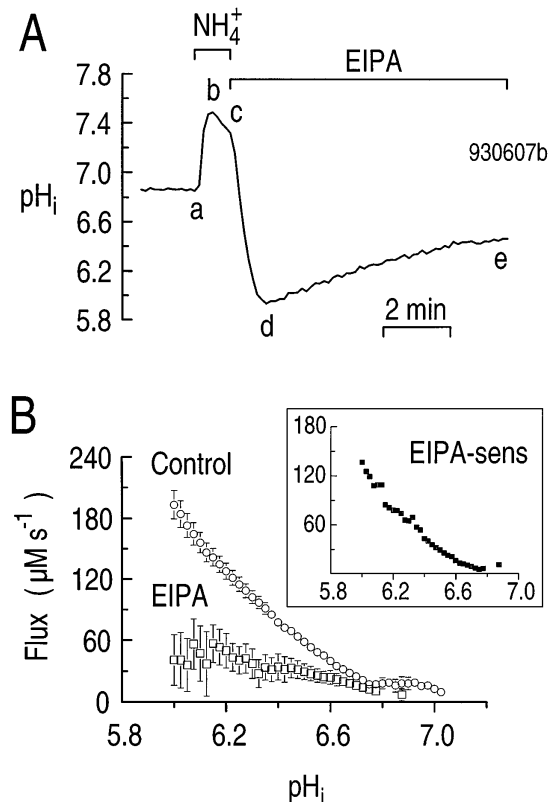 A
NH₄⁺
EIPA
7.8
7.4
7.0
6.6
6.2
5.8
pHᵢ
a
b
c
d
e
930607b
2 min
B
Control
EIPA
Flux ( μM s⁻¹ )
240
180
120
60
0
5.8 6.2 6.6 7.0
pHᵢ
EIPA-sens
180
120
60
5.8 6.2 6.6 7.0